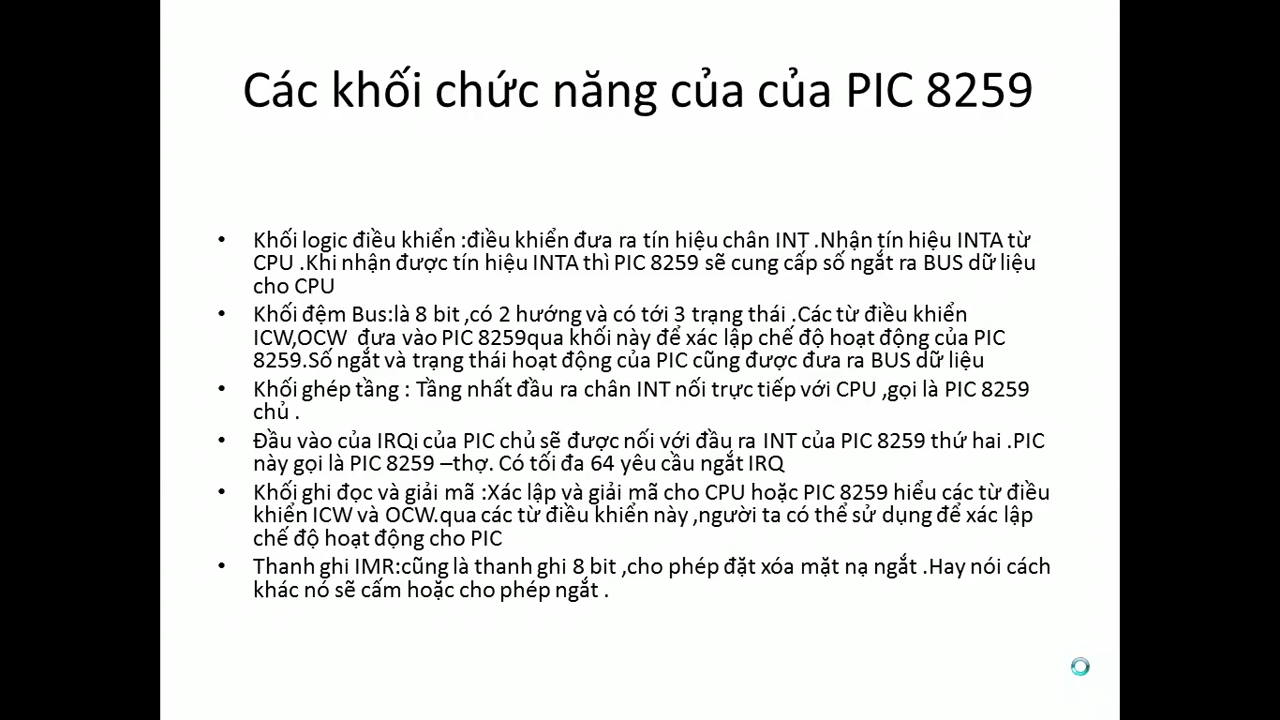 Các khối chức năng của của PIC 8259
• Khối logic điều khiển :điều khiển đưa ra tín hiệu chân INT .Nhận tín hiệu INTA từ
CPU .Khi nhận được tín hiệu INTA thì PIC 8259 sẽ cung cấp số ngắt ra BUS dữ liệu
cho CPU
• Khối đệm Bus:là 8 bit ,có 2 hướng và có tới 3 trạng thái .Các từ điều khiển
ICW,OCW đưa vào PIC 8259qua khối này để xác lập chế độ hoạt động của PIC
8259.Số ngắt và trạng thái hoạt động của PIC cũng được đưa ra BUS dữ liệu
• Khối ghép tầng : Tầng nhất đầu ra chân INT nối trực tiếp với CPU ,gọi là PIC 8259
chủ .
• Đầu vào của IRQi của PIC chủ sẽ được nối với đầu ra INT của PIC 8259 thứ hai .PIC
này gọi là PIC 8259 –thợ. Có tối đa 64 yêu cầu ngắt IRQ
• Khối ghi đọc và giải mã :Xác lập và giải mã cho CPU hoặc PIC 8259 hiểu các từ điều
khiển ICW và OCW.qua các từ điều khiển này ,người ta có thể sử dụng để xác lập
chế độ hoạt động cho PIC
• Thanh ghi IMR:cũng là thanh ghi 8 bit ,cho phép đặt xóa mặt nạ ngắt .Hay nói cách
khác nó sẽ cấm hoặc cho phép ngắt .